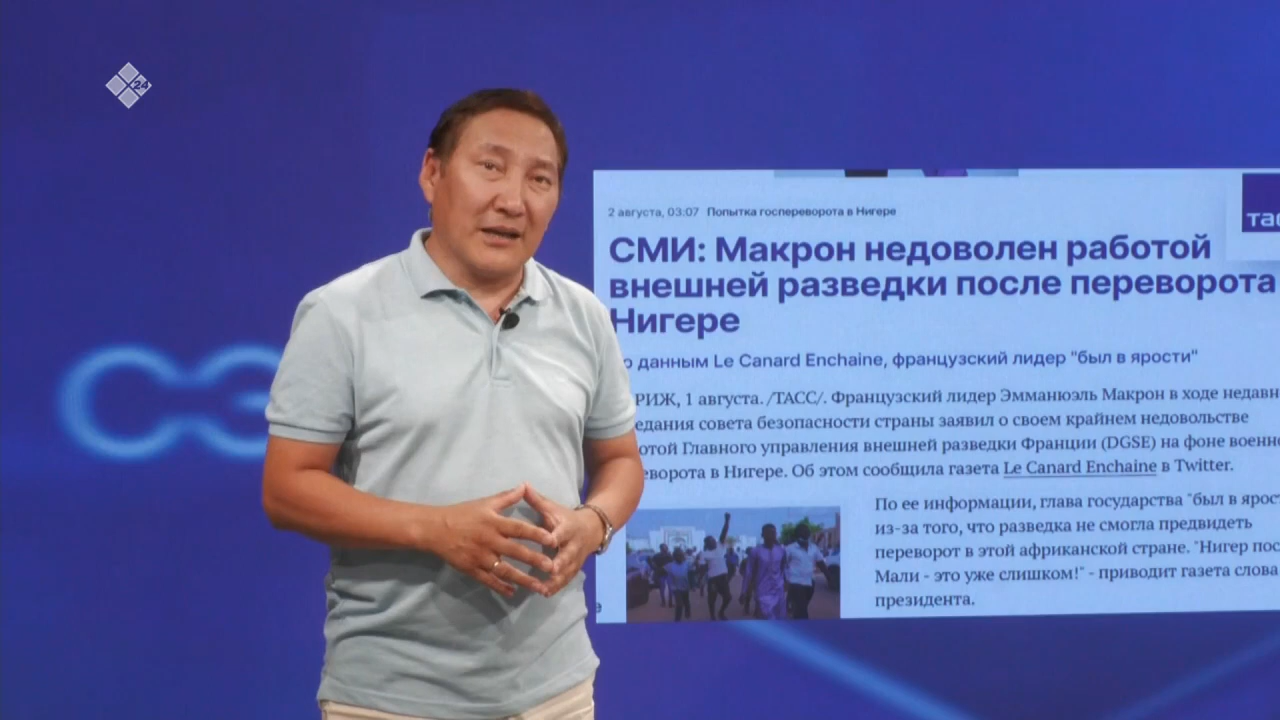 24
2 августа, 03:07 Попытка госпереворота в Нигере
СМИ: Макрон недоволен работой
внешней разведки после переворота
Нигере
данным Le Canard Enchaine, французский лидер "был в ярости"
РИЖ, 1 августа. /ТАСС/. Французский лидер Эммануэль Макрон в ходе недавн
едания совета безопасности страны заявил о своем крайнем недовольстве
отой Главного управления внешней разведки Франции (DGSE) на фоне военн
еворота в Нигере. Об этом сообщила газета Le Canard Enchaine в Twitter.
По ее информации, глава государства "был в ярос
из-за того, что разведка не смогла предвидеть
переворот в этой африканской стране. "Нигер пос
Мали - это уже слишком!" - приводит газета слова
президента.